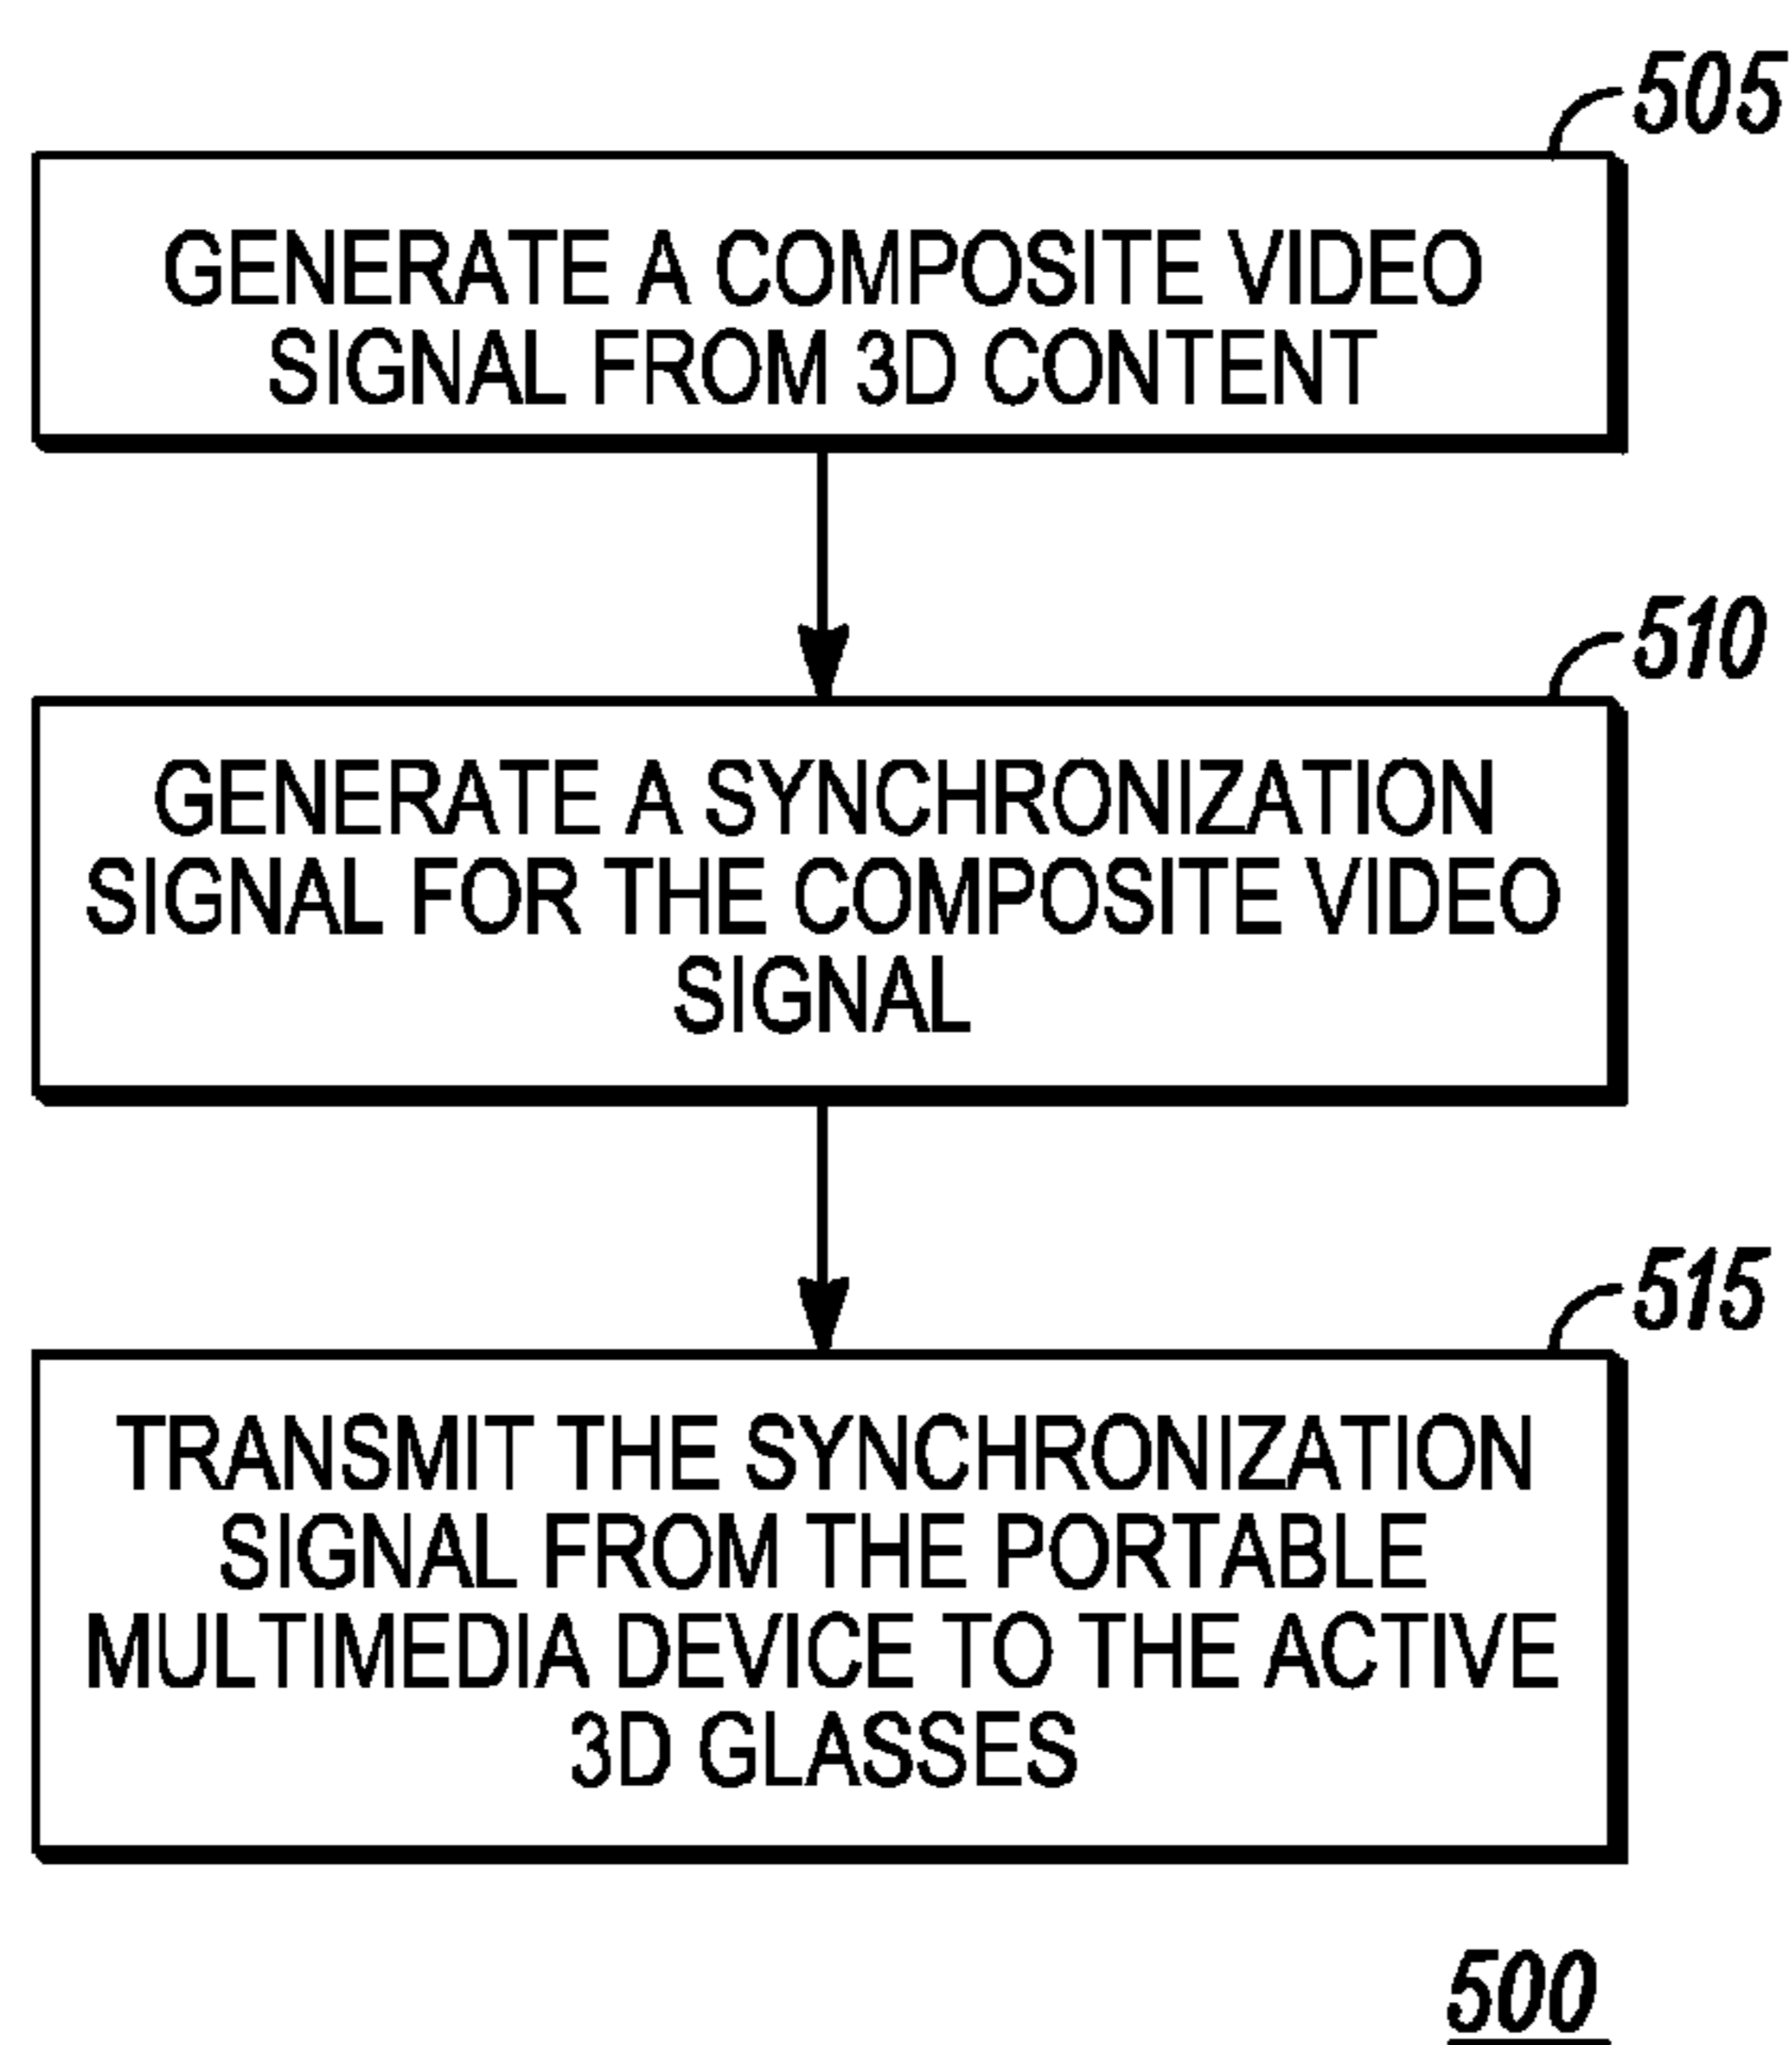 505
GENERATE A COMPOSITE VIDEO
SIGNAL FROM 3D CONTENT
510
GENERATE A SYNCHRONIZATION
SIGNAL FOR THE COMPOSITE VIDEO
SIGNAL
515
TRANSMIT THE SYNCHRONIZATION
SIGNAL FROM THE PORTABLE
MULTIMEDIA DEVICE TO THE ACTIVE
3D GLASSES
500